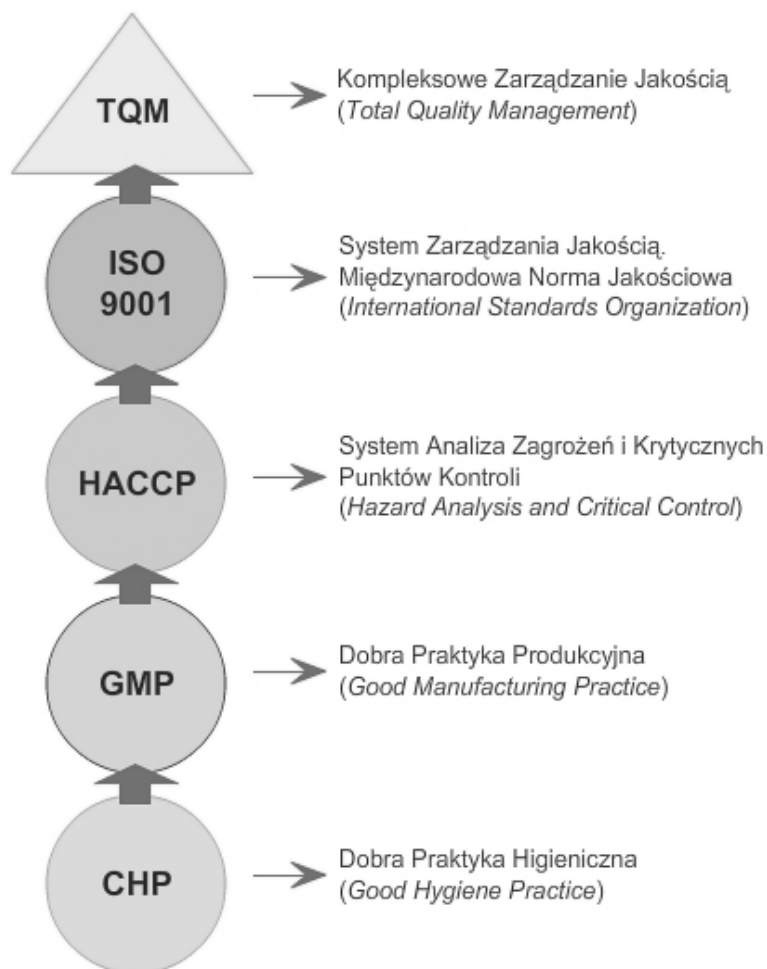 TQM
Kompleksowe Zarządzanie Jakością
(Total Quality Management)
ISO
9001
System Zarządzania Jakością.
Międzynarodowa Norma Jakościowa
(International Standards Organization)
HACCP
System Analiza Zagrożeń i Krytycznych
Punktów Kontroli
(Hazard Analysis and Critical Control)
GMP
Dobra Praktyka Produkcyjna
(Good Manufacturing Practice)
CHP
Dobra Praktyka Higieniczna
(Good Hygiene Practice)